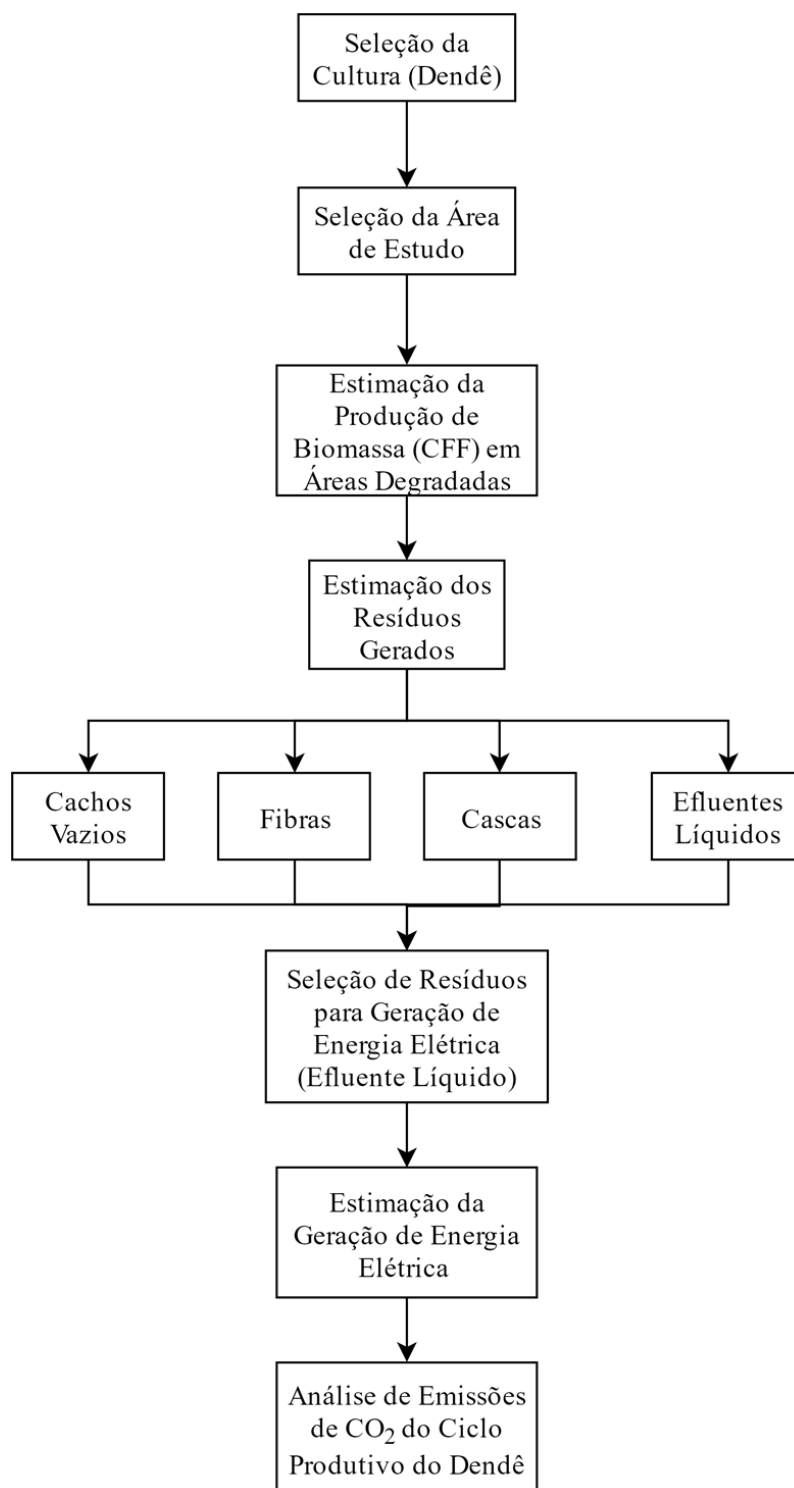 Seleção da
Cultura (Dendê)
Seleção da Área
de Estudo
Estimação da
Produção de
Biomassa (CFF) em
Áreas Degradadas
Estimação dos
Resíduos
Gerados
Cachos
Vazios
Fibras
Cascas
Efluentes
Líquidos
Seleção de Resíduos
para Geração de
Energia Elétrica
(Efluente Líquido)
Estimação da
Geração de Energia
Elétrica
Análise de Emissões
de CO₂ do Ciclo
Produtivo do Dendê